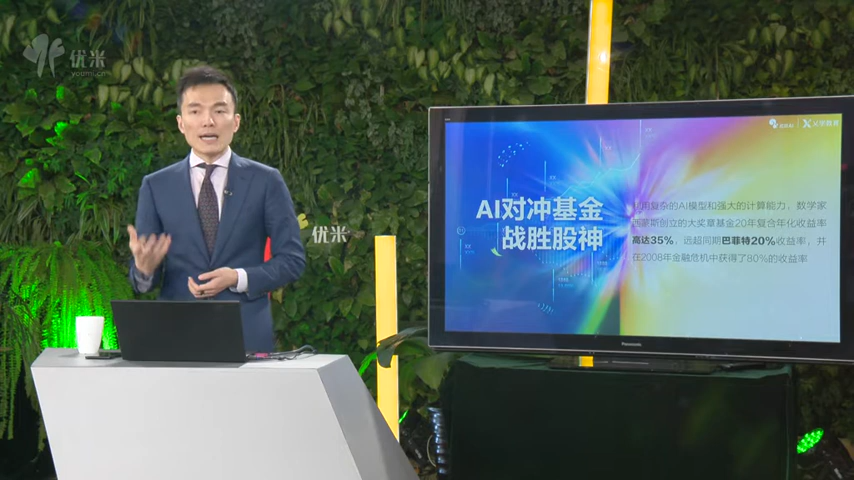 优米
youmi.cn
优米
AI对冲基金
战胜股神
用复杂的AI模型和强大的计算能力，数学家
西蒙斯创立的大奖章基金20年复合年化收益率
高达35%，远超同期巴菲特20%收益率，并
在2008年金融危机中获得了80%的收益率
Panasonic